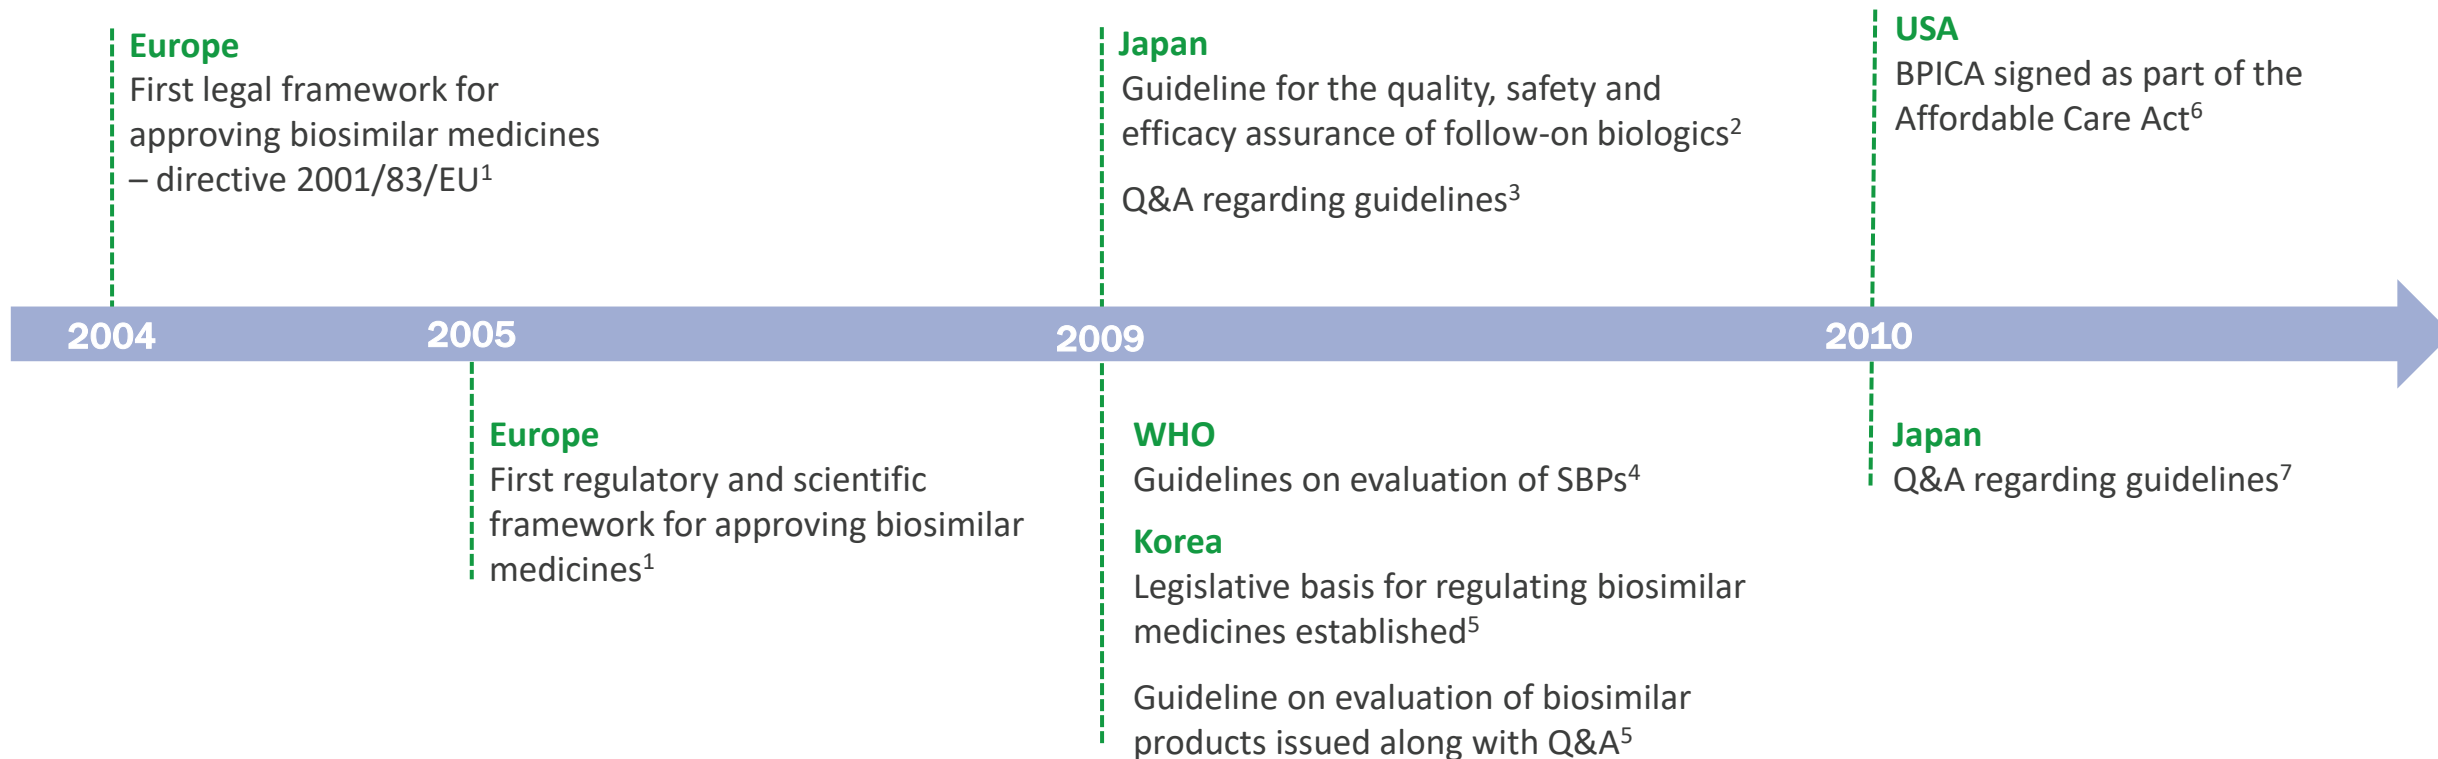 Europe
First legal framework for
approving biosimilar medicines
– directive 2001/83/EU¹
Japan
Guideline for the quality, safety and
efficacy assurance of follow-on biologics²
Q&A regarding guidelines³
USA
BPICA signed as part of the
Affordable Care Act⁶
2004
2005
2009
2010
Europe
First regulatory and scientific
framework for approving biosimilar
medicines¹
WHO
Guidelines on evaluation of SBPs⁴
Korea
Legislative basis for regulating biosimilar
medicines established⁵
Guideline on evaluation of biosimilar
products issued along with Q&A⁵
Japan
Q&A regarding guidelines⁷